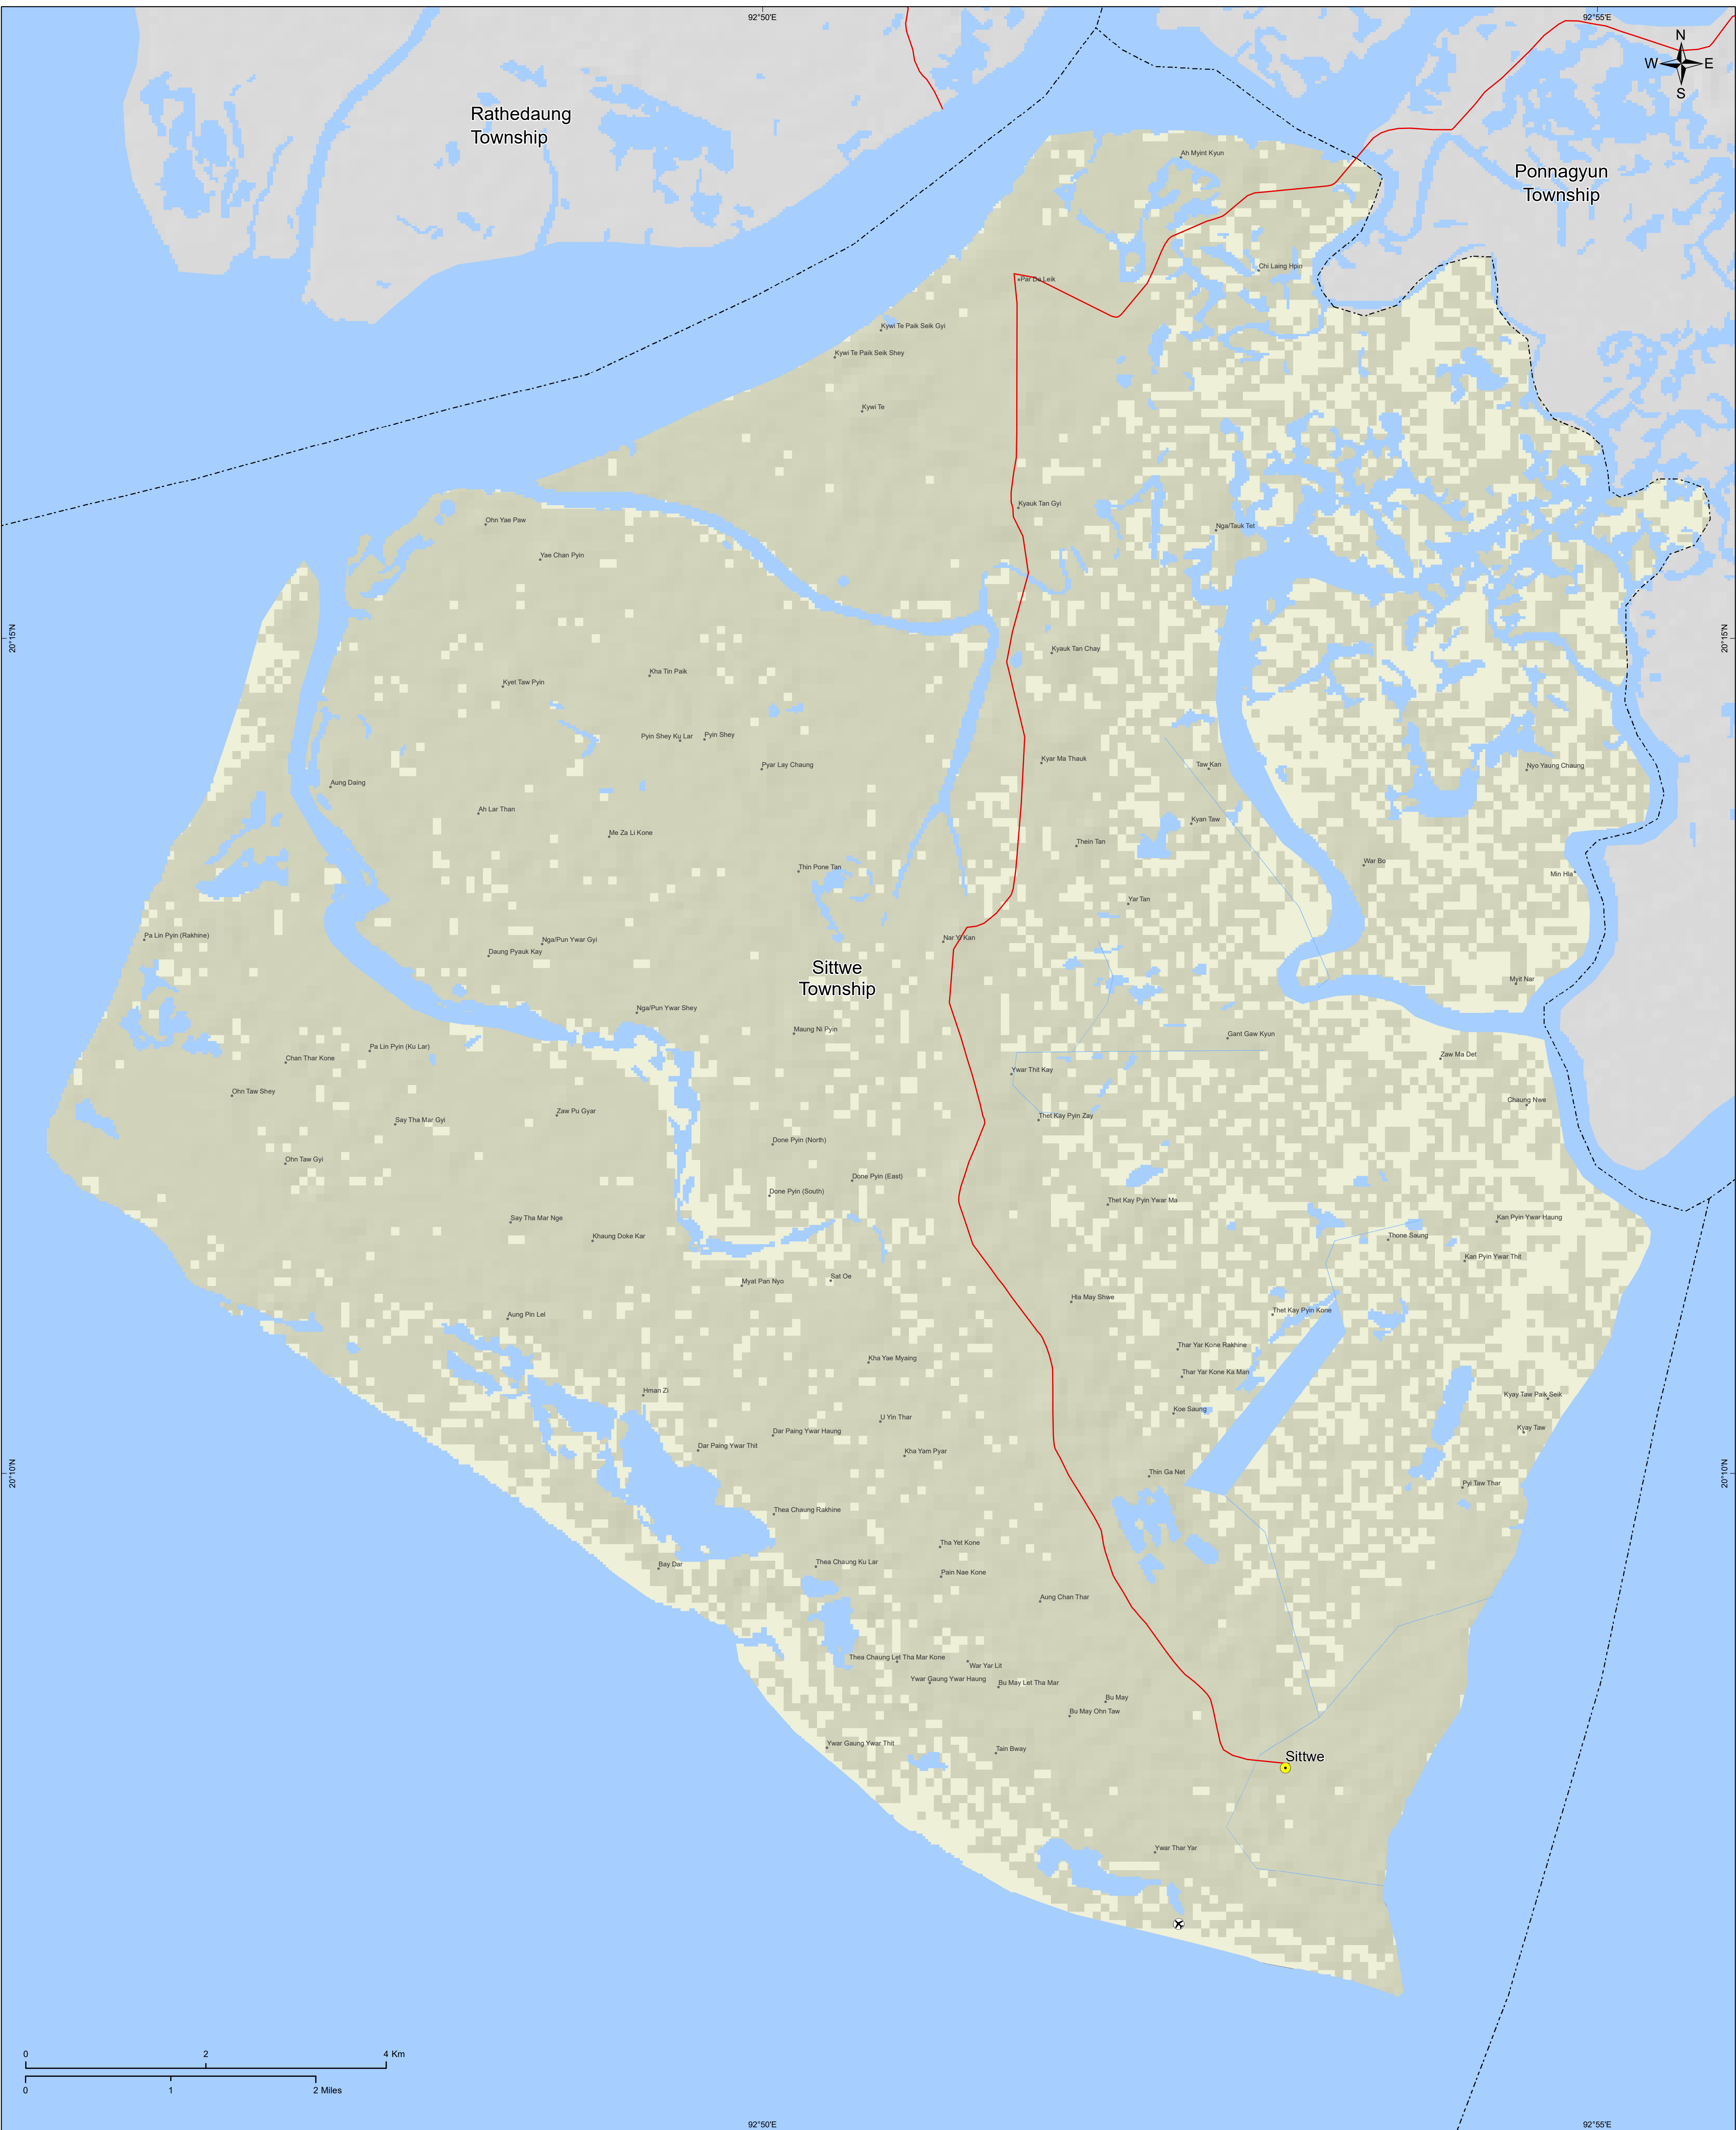 92°50'E
92°55'E
N
W
E
S
Rathedaung
Township
Ah Myint Kyun
Ponnagyun
Township
Chi Laing Hpin
Par Da Leik
Kywi Te Paik Seik Gyi
Kywi Te Paik Seik Shey
Kywi Te
Kyauk Tan Gyi
Ohn Yae Paw
Nga/Tauk Tet
Yae Chan Pyin
20°15'N
20°15'N
Kyauk Tan Chay
Kha Tin Paik
Kyet Taw Pyin
Pyin Shey Ku Lar
Pyin Shey
Kyar Ma Thauk
Pyar Lay Chaung
Taw Kan
Nyo Yaung Chaung
Aung Daing
Ah Lar Than
Kyan Taw
Me Za Li Kone
Thein Tan
War Bo
Thin Pone Tan
Min Hla
Yar Tan
Pa Lin Pyin (Rakhine)
Nga/Pun Ywar Gyi
Nar Yi Kan
Daung Pyauk Kay
Sittwe
Township
Myit Nar
Nga/Pun Ywar Shey
Maung Ni Pyin
Gant Gaw Kyun
Pa Lin Pyin (Ku Lar)
Chan Thar Kone
Zaw Ma Det
Ywar Thit Kay
Ohn Taw Shey
Chaung Nwe
Zaw Pu Gyar
Thet Kay Pyin Zay
Say Tha Mar Gyi
Done Pyin (North)
Ohn Taw Gyi
Done Pyin (East)
Done Pyin (South)
Thet Kay Pyin Ywar Ma
Say Tha Mar Nge
Kan Pyin Ywar Haung
Khaung Doke Kar
Thone Saung
Kan Pyin Ywar Thit
Sat Oe
Myat Pan Nyo
Hla May Shwe
Aung Pin Lel
Thet Kay Pyin Kone
Thar Yar Kone Rakhine
Kha Yae Myaing
Thar Yar Kone Ka Man
Hman Zi
Kyay Taw Paik Seik
Koe Saung
U Yin Thar
Kyay Taw
Dar Paing Ywar Haung
Dar Paing Ywar Thit
Kha Yam Pyar
20°10'N
20°10'N
Thin Ga Net
Pyi Taw Thar
Thea Chaung Rakhine
Tha Yet Kone
Bay Dar
Thea Chaung Ku Lar
Pain Nae Kone
Aung Chan Thar
Thea Chaung Let Tha Mar Kone
War Yar Lit
Ywar Gaung Ywar Haung
Bu May Let Tha Mar
Bu May
Bu May Ohn Taw
Ywar Gaung Ywar Thit
Tain Bway
Sittwe
Ywar Thar Yar
0
2
4 Km
0
1
2 Miles
92°50'E
92°55'E